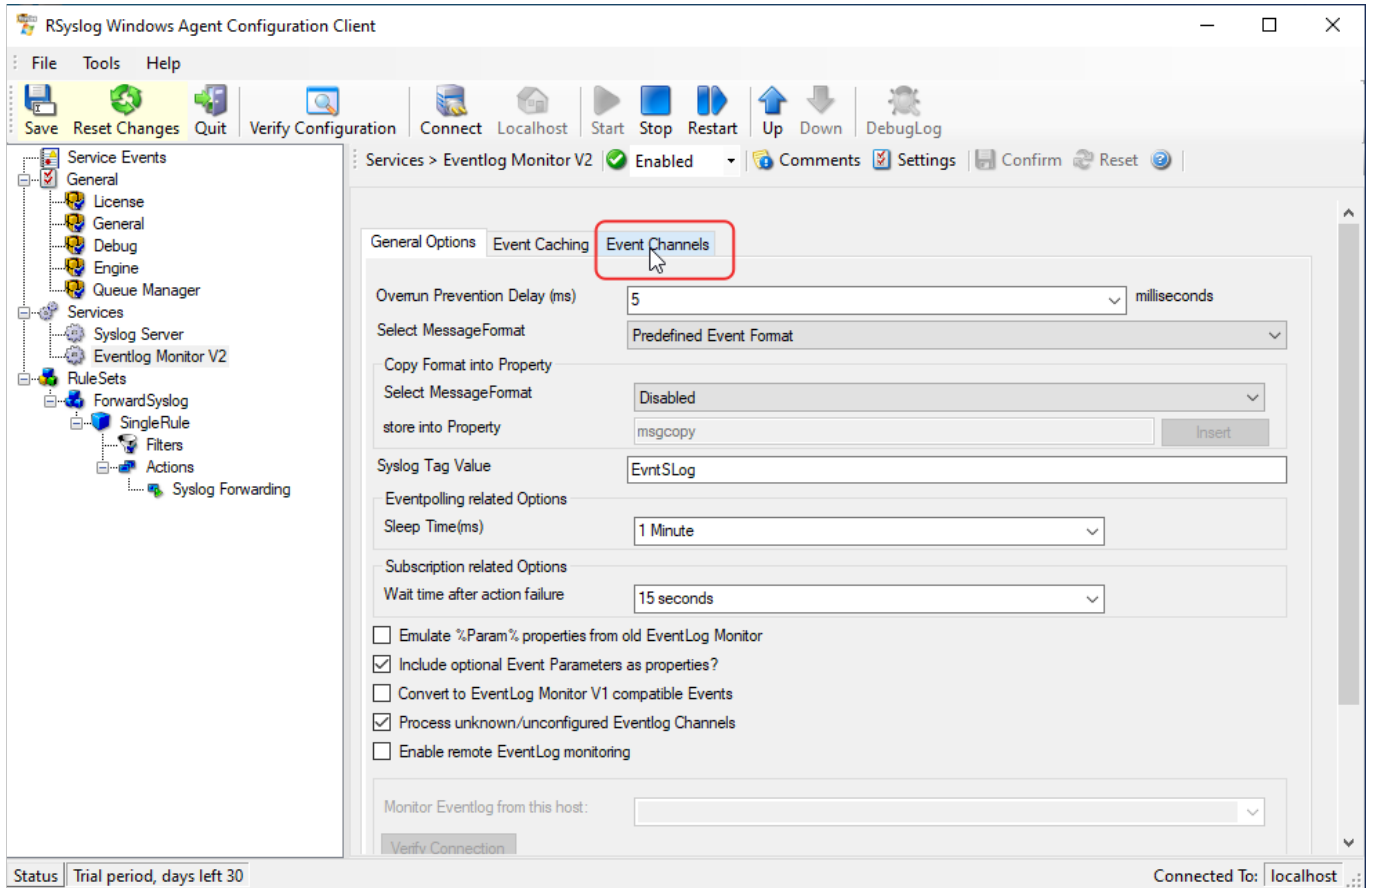 RSyslog Windows Agent Configuration Client
File Tools Help
Save Reset Changes Quit Verify Configuration Connect Localhost Start Stop Restart Up Down DebugLog
Service Events
General
License
General
Debug
Engine
Queue Manager
Services
Syslog Server
Eventlog Monitor V2
RuleSets
ForwardSyslog
SingleRule
Filters
Actions
Syslog Forwarding
Services > Eventlog Monitor V2 Enabled Comments Settings Confirm Reset
General Options Event Caching Event Channels
Overrun Prevention Delay (ms) 5 milliseconds
Select MessageFormat Predefined Event Format
Copy Format into Property
Select MessageFormat Disabled
store into Property msgcopy Insert
Syslog Tag Value EvntSLog
Eventpolling related Options
Sleep Time(ms) 1 Minute
Subscription related Options
Wait time after action failure 15 seconds
Emulate %Param% properties from old EventLog Monitor
Include optional Event Parameters as properties?
Convert to EventLog Monitor V1 compatible Events
Process unknown/unconfigured Eventlog Channels
Enable remote EventLog monitoring
Monitor Eventlog from this host:
Verify Connection
Status Trial period, days left 30 Connected To: localhost